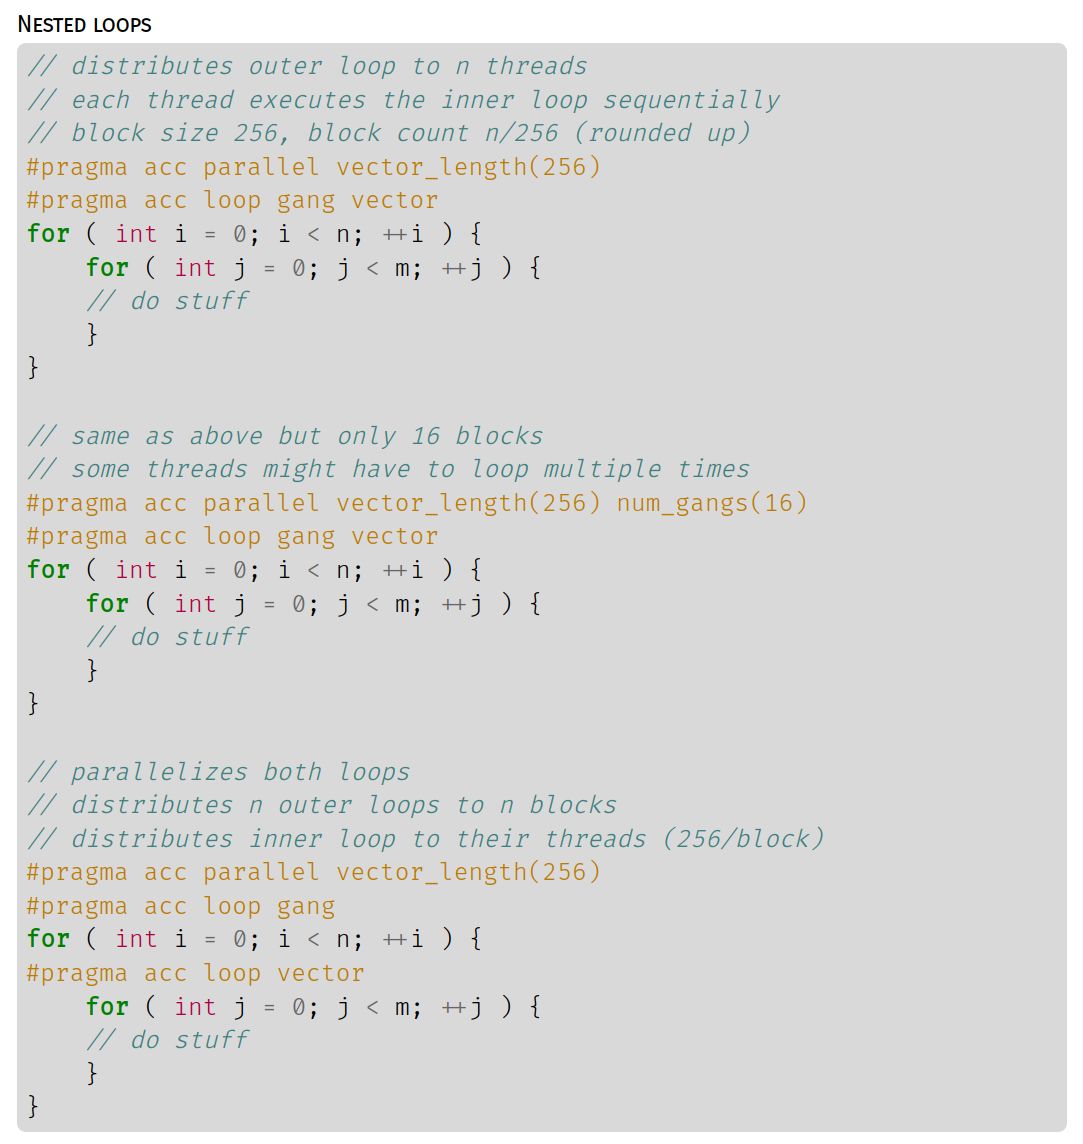 NESTED LOOPS
// distributes outer loop to n threads
// each thread executes the inner loop sequentially
// block size 256, block count n/256 (rounded up)
#pragma acc parallel vector_length(256)
#pragma acc loop gang vector
for ( int i = 0; i < n; ++i ) {
    for ( int j = 0; j < m; ++j ) {
    // do stuff
    }
}

// same as above but only 16 blocks
// some threads might have to loop multiple times
#pragma acc parallel vector_length(256) num_gangs(16)
#pragma acc loop gang vector
for ( int i = 0; i < n; ++i ) {
    for ( int j = 0; j < m; ++j ) {
    // do stuff
    }
}

// parallelizes both loops
// distributes n outer loops to n blocks
// distributes inner loop to their threads (256/block)
#pragma acc parallel vector_length(256)
#pragma acc loop gang
for ( int i = 0; i < n; ++i ) {
#pragma acc loop vector
    for ( int j = 0; j < m; ++j ) {
    // do stuff
    }
}